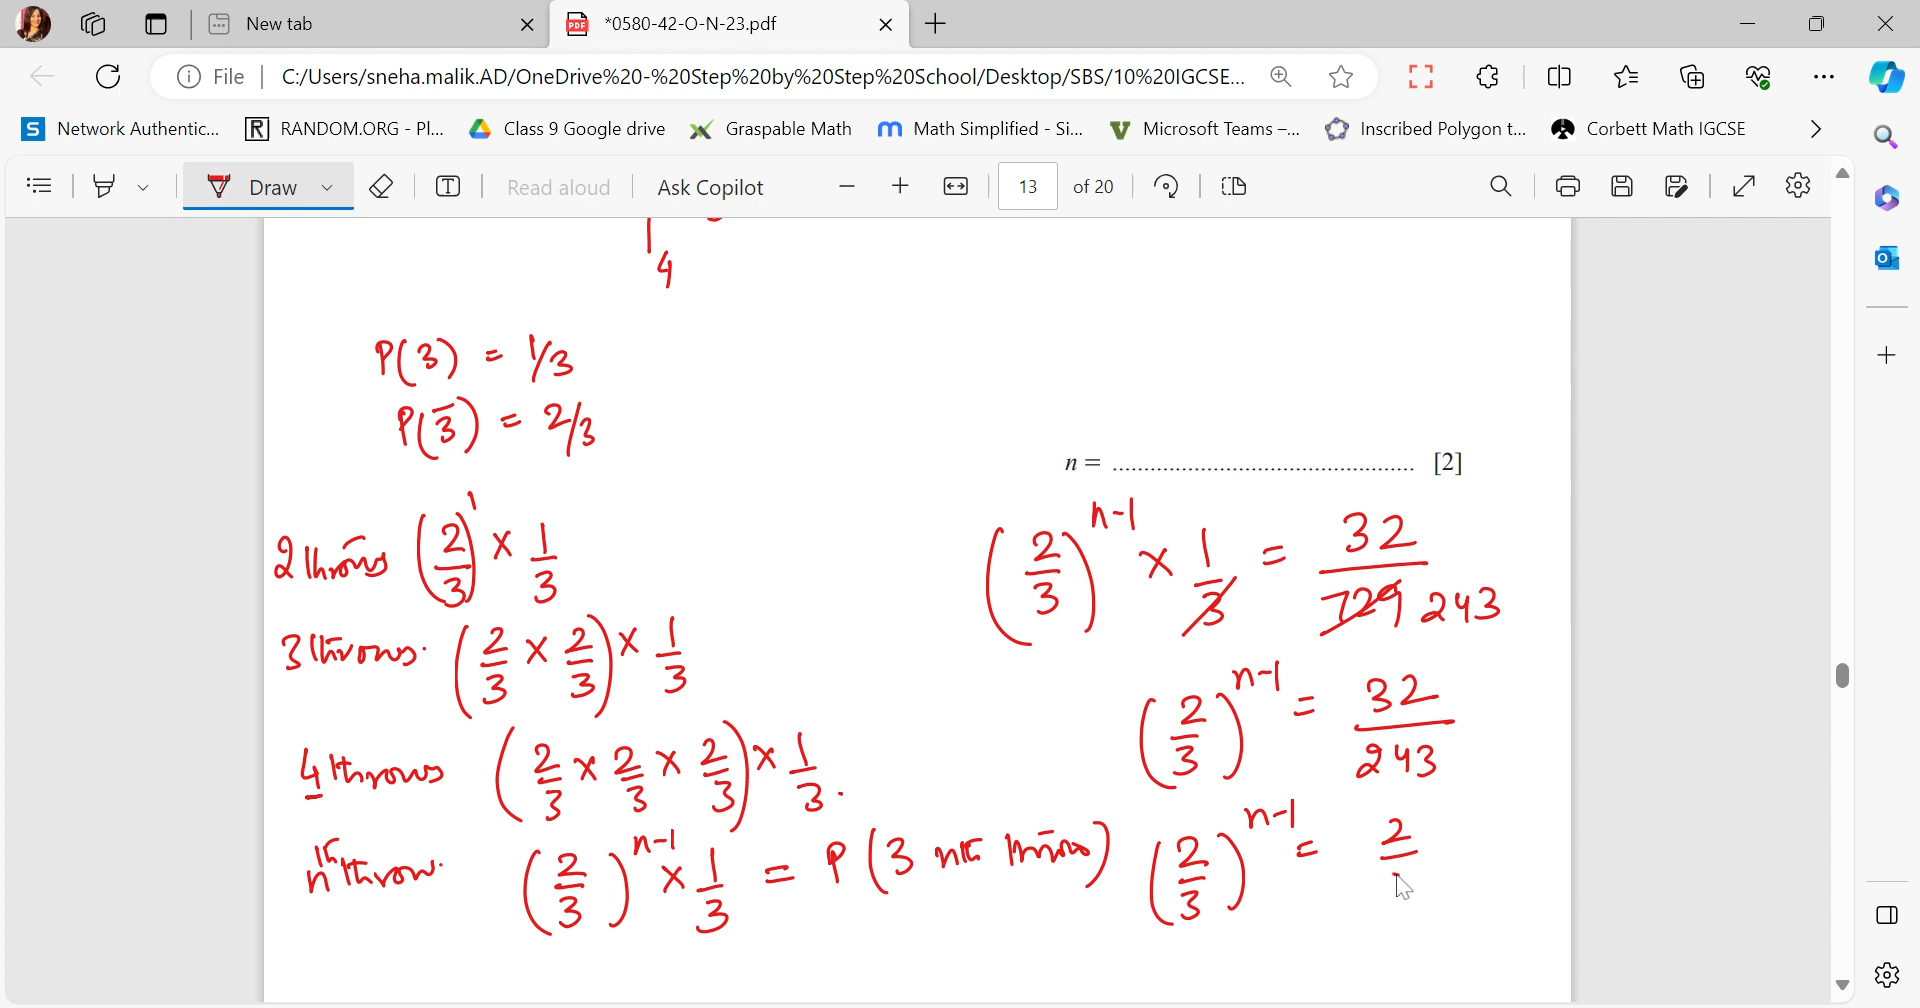 New tab
*0580-42-O-N-23.pdf
File
C:/Users/sneha.malik.AD/OneDrive%20-%20Step%20by%20Step%20School/Desktop/SBS/10%20IGCSE...
Network Authentic...
RANDOM.ORG - Pl...
Class 9 Google drive
Graspable Math
Math Simplified - Si...
Microsoft Teams –...
Inscribed Polygon t...
Corbett Math IGCSE
Draw
Read aloud
Ask Copilot
13 of 20
4
P(3) = 1/3
P(3̅) = 2/3
n = ................................................ [2]
2 throws (2/3)^1 × 1/3
(2/3)^(n-1) × 1/3 = 32/729 243
3 throws. (2/3 × 2/3) × 1/3
(2/3)^(n-1) = 32/243
4 throws (2/3 × 2/3 × 2/3) × 1/3.
nth throw. (2/3)^(n-1) × 1/3 = P(3 nth throw)
(2/3)^(n-1) = 2